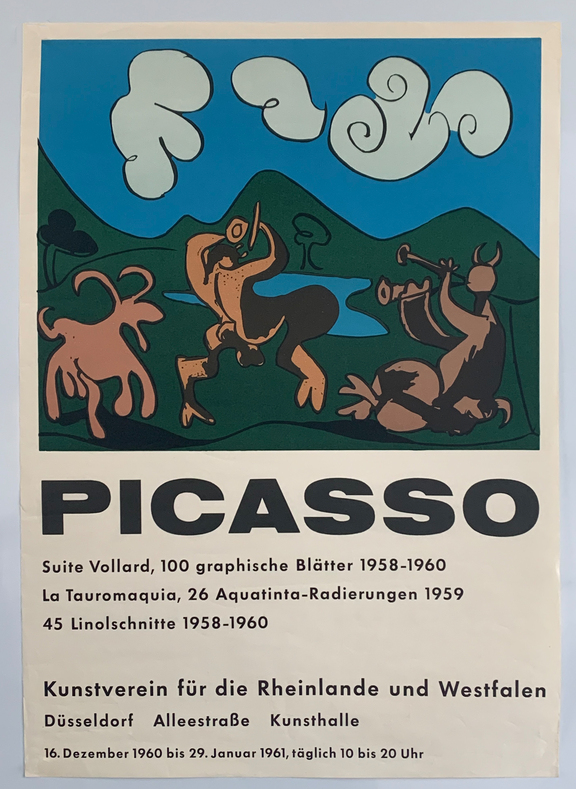 PICASSO
Suite Vollard, 100 graphische Blätter 1958-1960
La Tauromaquia, 26 Aquatinta-Radierungen 1959
45 Linolschnitte 1958-1960
Kunstverein für die Rheinlande und Westfalen
Düsseldorf Alleestraße Kunsthalle
16. Dezember 1960 bis 29. Januar 1961, täglich 10 bis 20 Uhr